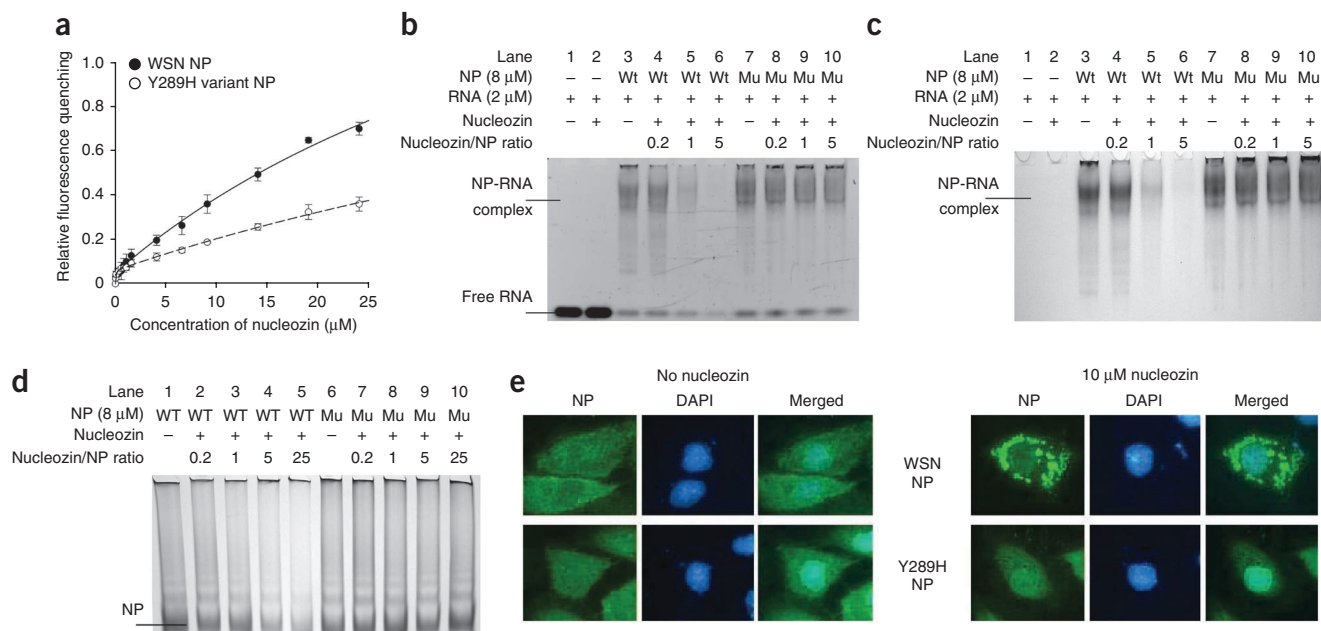 a
WSN NP
Y289H variant NP
Relative fluorescence quenching
1.0
0.8
0.6
0.4
0.2
0
0 5 10 15 20 25
Concentration of nucleozin (μM)
b
Lane 1 2 3 4 5 6 7 8 9 10
NP (8 μM) – – Wt Wt Wt Wt Mu Mu Mu Mu
RNA (2 μM) + + + + + + + + + +
Nucleozin – + – + + + – + + +
Nucleozin/NP ratio 0.2 1 5 0.2 1 5
NP-RNA
complex
Free RNA
c
Lane 1 2 3 4 5 6 7 8 9 10
NP (8 μM) – – Wt Wt Wt Wt Mu Mu Mu Mu
RNA (2 μM) + + + + + + + + + +
Nucleozin – + – + + + – + + +
Nucleozin/NP ratio 0.2 1 5 0.2 1 5
NP-RNA
complex
d
Lane 1 2 3 4 5 6 7 8 9 10
NP (8 μM) WT WT WT WT WT Mu Mu Mu Mu Mu
Nucleozin – + + + + – + + + +
Nucleozin/NP ratio 0.2 1 5 25 0.2 1 5 25
NP
e
No nucleozin
NP DAPI Merged
10 μM nucleozin
NP DAPI Merged
WSN
NP
Y289H
NP